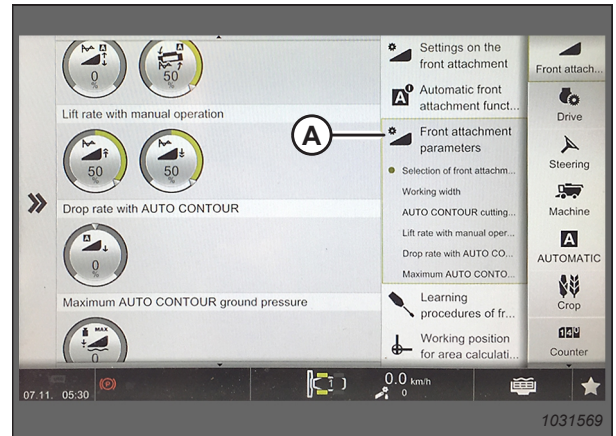 0
%
50
%
Lift rate with manual operation
50
%
50
%
Drop rate with AUTO CONTOUR
0
%
Maximum AUTO CONTOUR ground pressure
MAX
0
A
Settings on the
front attachment
Automatic front
attachment funct...
Front attachment
parameters
Selection of front attachm...
Working width
AUTO CONTOUR cutting...
Lift rate with manual oper...
Drop rate with AUTO CO...
Maximum AUTO CONTO...
Learning
procedures of fr...
Working position
for area calculati...
Front attach...
Drive
Steering
Machine
A
AUTOMATIC
Crop
Counter
07.11. 05:30
(P)
1
0.0 km/h
0
1031569